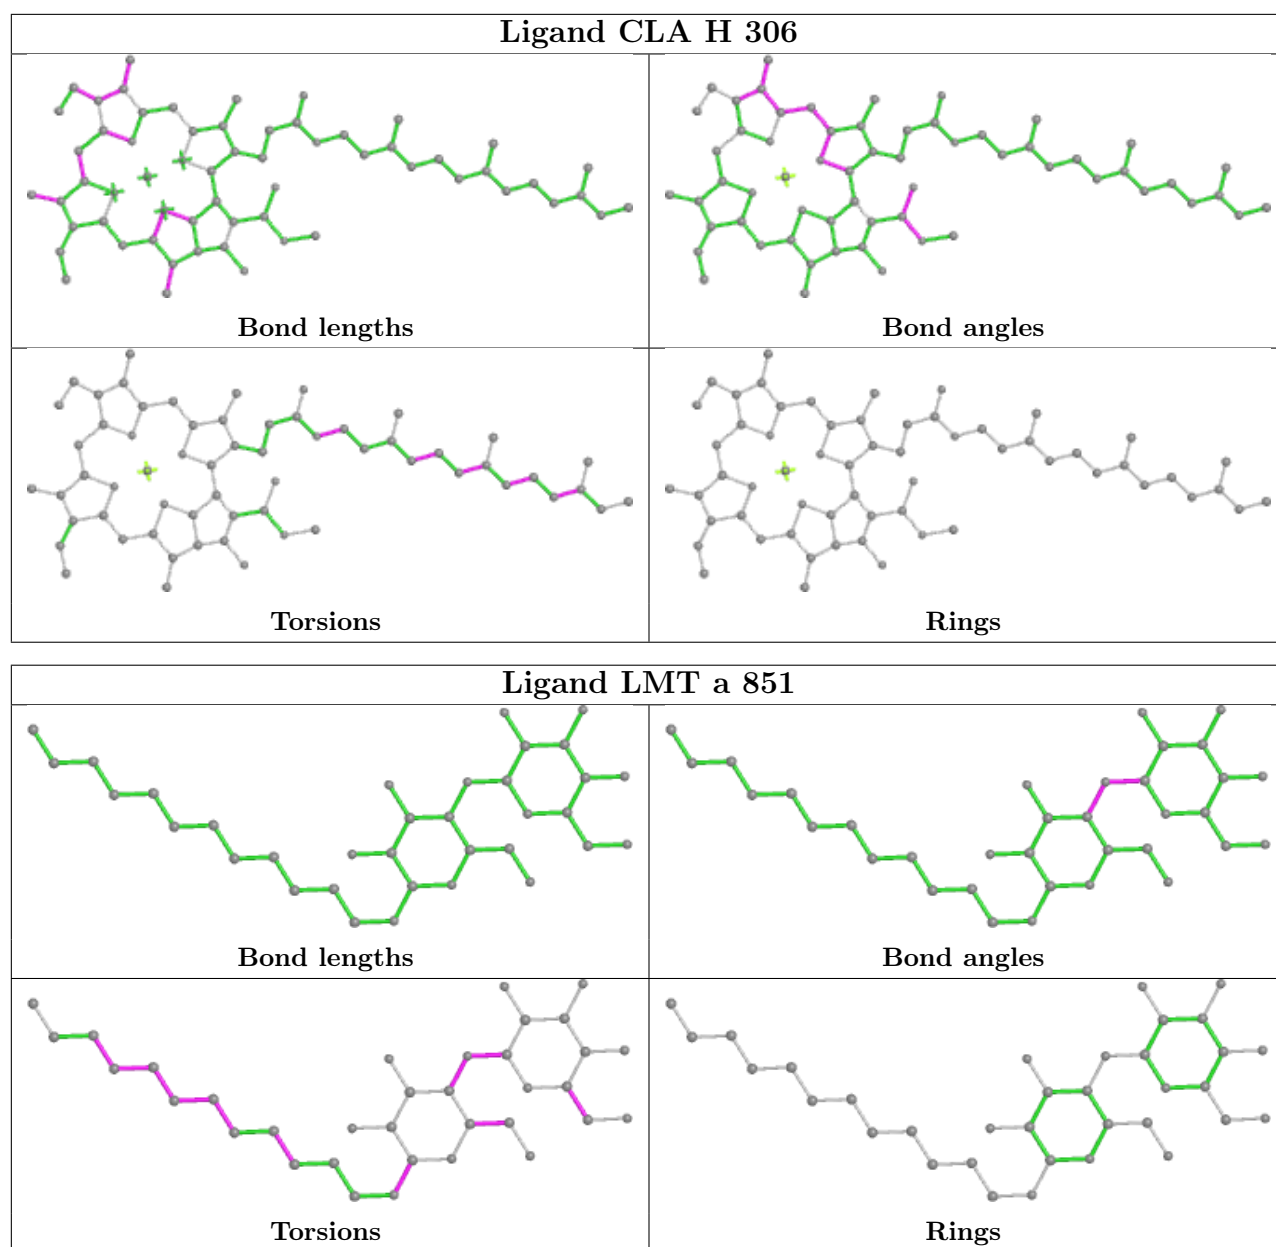 Ligand CLA H 306
Bond lengths
Bond angles
Torsions
Rings
Ligand LMT a 851
Bond lengths
Bond angles
Torsions
Rings